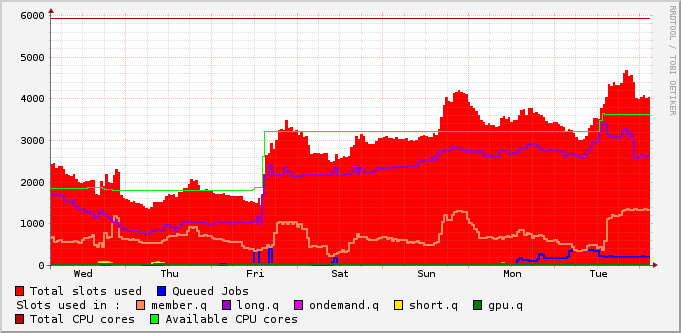 RRDTOOL / TOBI OETIKER
6000
5000
4000
3000
2000
1000
0
Wed Thu Fri Sat Sun Mon Tue
Total slots used Queued Jobs
Slots used in : member.q long.q ondemand.q short.q gpu.q
Total CPU cores Available CPU cores